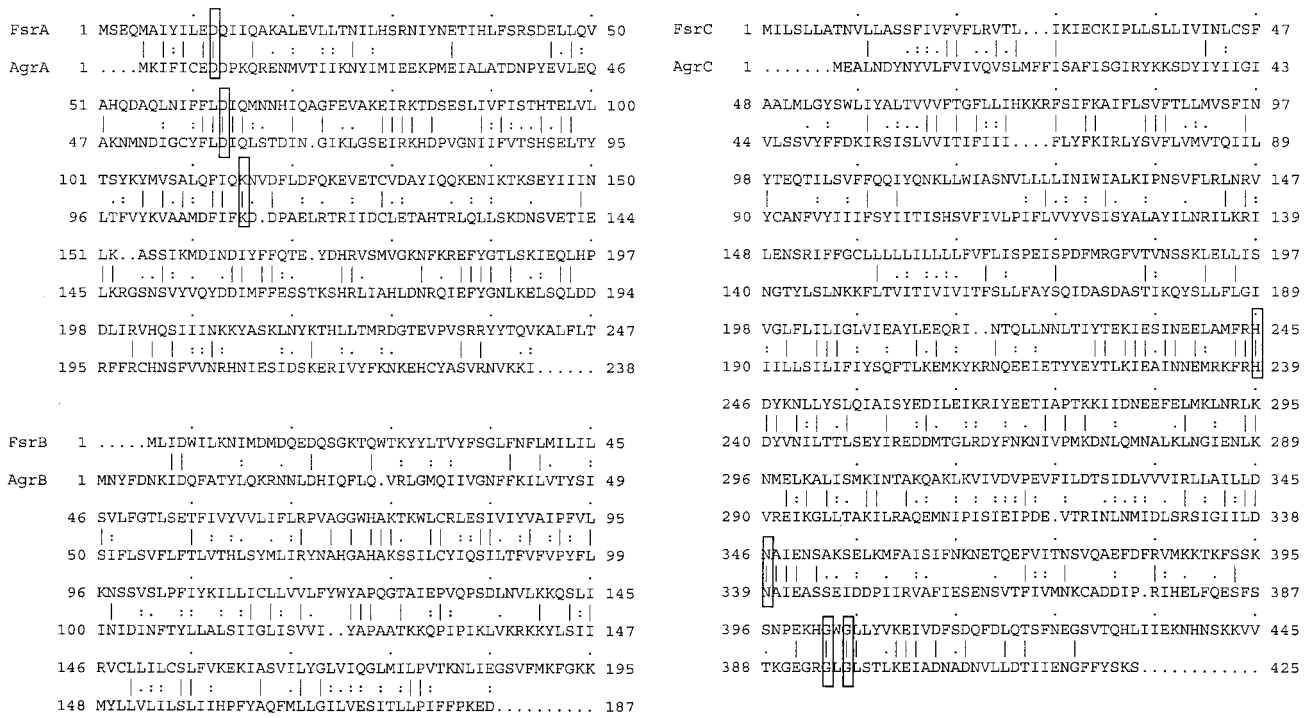 FsrA 1 MSEQMAIYILEDQIIQAKALEVLLTNILHSRNIYNETIHLFSRSDELLQV 50
AgrA 1 ....MKIFICEDDPKQRENMVTIIKNYIMIEEKPMEIALATDNPYEVLEQ 46
51 AHQDAQLNIFFLDIQMNNHIQAGFEVAKEIRKTDSESLIVFISTHTELVL 100
47 AKNMNDIGCYFLDIQLSTDIN.GIKLGSEIRKHDPVGNIIFVTSHSELTY 95
101 TSYKYMVSALQFIQKNVDFLDFQKEVETCVDAYIQQKENIKTKSEYIIIN 150
96 LTFVYKVAAMDFIFKD.DPAELRTRIIDCLETAHTRLQLLSKDNSVETIE 144
151 LK..ASSIKMDINDIYFFQTE.YDHRVSMVGKNFKREFYGTLSKIEQLHP 197
145 LKRGSNSVYVQYDDIMFFESSTKSHRLIAHLDNRQIEFYGNLKELSQLDD 194
198 DLIRVHQSIIINKKYASKLNYKTHLLTMRDGTEVPVSRRYYTQVKALFLT 247
195 RFFRCHNSFVVNRHNIESIDSKERIVYFKNKEHCYASVRNVKKI...... 238
FsrB 1 .....MLIDWILKNIMDMDQEDQSGKTQWTKYYLTVYFSGLFNFLMILIL 45
AgrB 1 MNYFDNKIDQFATYLQKRNNLDHIQFLQ.VRLGMQIIVGNFFKILVTYSI 49
46 SVLFGTLSETFIVYVVLIFLRPVAGGWHAKTKWLCRLESIVIYVAIPFVL 95
50 SIFLSVFLFTLVTHLSYMLIRYNAHGAHAKSSILCYIQSILTFVFVPYFL 99
96 KNSSVSLPFIYKILLICLLVVLFYWYAPQGTAIEPVQPSDLNVLKKQSLI 145
100 INIDINFTYLLALSIIGLISVVI..YAPAATKKQPIPIKLVKRKKYLSII 147
146 RVCLLILCSLFVKEKIASVILYGLVIQGLMILPVTKNLIEGSVFMKFGKK 195
148 MYLLVLILSLIIHPFYAQFMLLGILVESITLLPIFFPKED.......... 187
FsrC 1 MILSLLATNVLLASSFIVFVFLRVTL...IKIECKIPLLSLLIVINLCSF 47
AgrC 1 .......MEALNDYNYVLFVIVQVSLMFFISAFISGIRYKKSDYIYIIGI 43
48 AALMLGYSWLIYALTVVVFTGFLLIHKKRFSIFKAIFLSVFTLLMVSFIN 97
44 VLSSVYFFDKIRSISLVVITIFIII....FLYFKIRLYSVFLVMVTQIIL 89
98 YTEQTILSVFFQQIYQNKLLWIASNVLLLLINIWIALKIPNSVFLRLNRV 147
90 YCANFVYIIIFSYIITISHSVFIVLPIFLVVYVSISYALAYILNRILKRI 139
148 LENSRIFFGCLLLLLILLLLFVFLISPEISPDFMRGFVTVNSSKLELLIS 197
140 NGTYLSLNKKFLTVITIVIVITFSLLFAYSQIDASDASTIKQYSLLFLGI 189
198 VGLFLILIGLVIEAYLEEQRI..NTQLLNNLTIYTEKIESINEELAMFRH 245
190 IILLSILIFIYSQFTLKEMKYKRNQEEIETYYEYTLKIEAINNEMRKFRH 239
246 DYKNLLYSLQIAISYEDILEIKRIYEETIAPTKKIIDNEEFELMKLNRLK 295
240 DYVNILTTLSEYIREDDMTGLRDYFNKNIVPMKDNLQMNALKLNGIENLK 289
296 NMELKALISMKINTAKQAKLKVIVDVPEVFILDTSIDLVVVIRLLAILLD 345
290 VREIKGLLTAKILRAQEMNIPISIEIPDE.VTRINLNMIDLSRSIGIILD 338
346 NAIENSAKSELKMFAISIFNKNETQEFVITNSVQAEFDFRVMKKTKFSSK 395
339 NAIEASSEIDDPIIRVAFIESENSVTFIVMNKCADDIP.RIHELFQESFS 387
396 SNPEKHGWGLLYVKEIVDFSDQFDLQTSFNEGSVTQHLIIEKNHNSKKVV 445
388 TKGEGRGLGLSTLKEIADNADNVLLDTIIENGFFYSKS............ 425